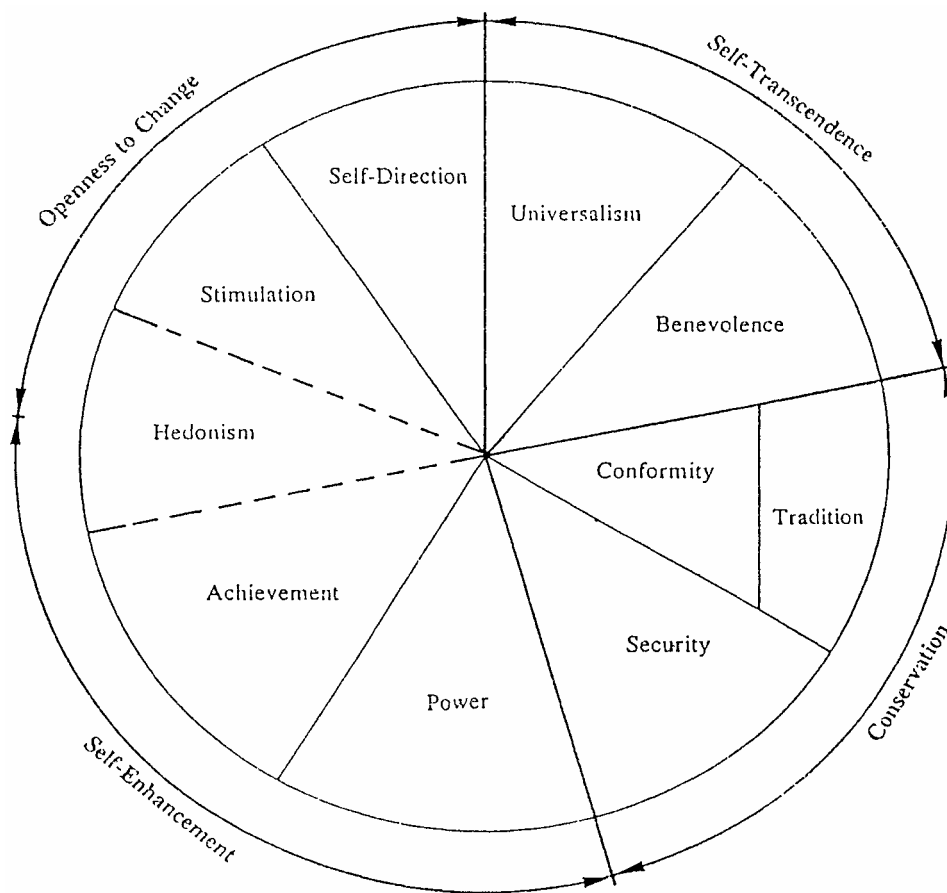 Openness to Change
Self-Transcendence
Self-Direction
Universalism
Stimulation
Benevolence
Hedonism
Conformity
Tradition
Achievement
Security
Power
Self-Enhancement
Conservation